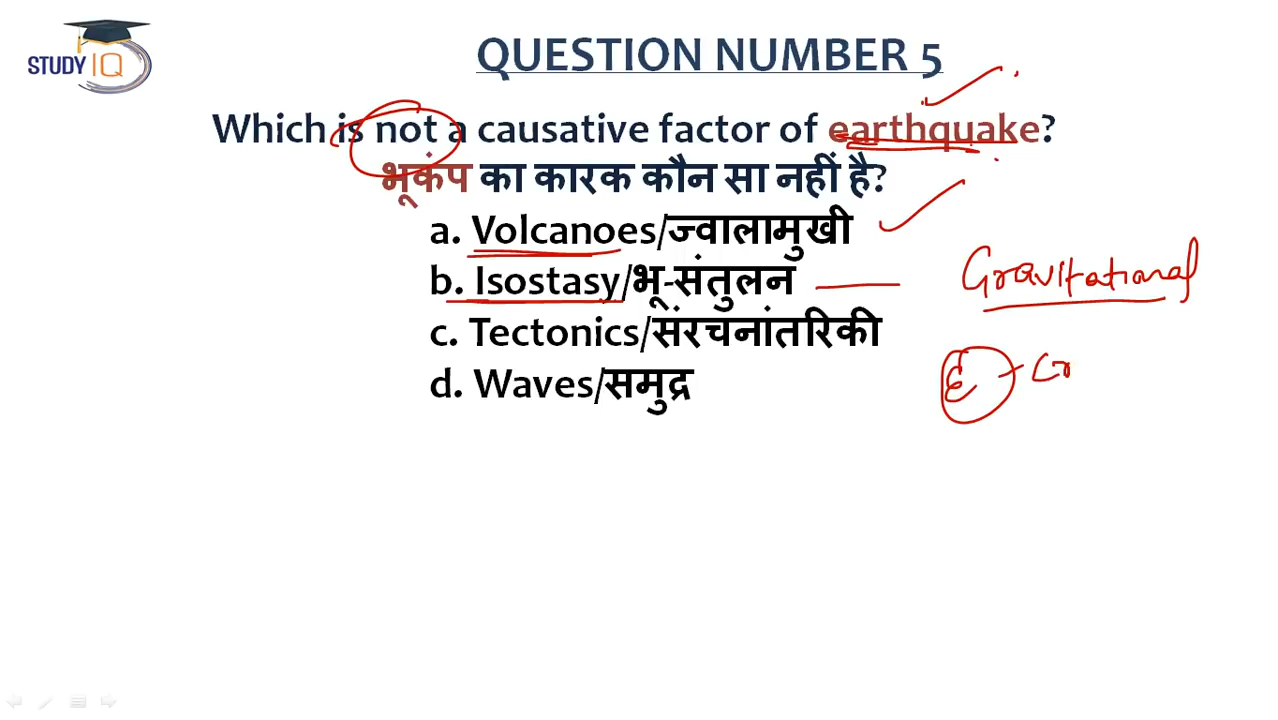 STUDY IQ
QUESTION NUMBER 5
Which is not a causative factor of earthquake?
भूकंप का कारक कौन सा नहीं है?
a. Volcanoes/ज्वालामुखी
b. Isostasy/भू-संतुलन
Gravitational
c. Tectonics/संरचनांतरिकी
d. Waves/समुद्र
E